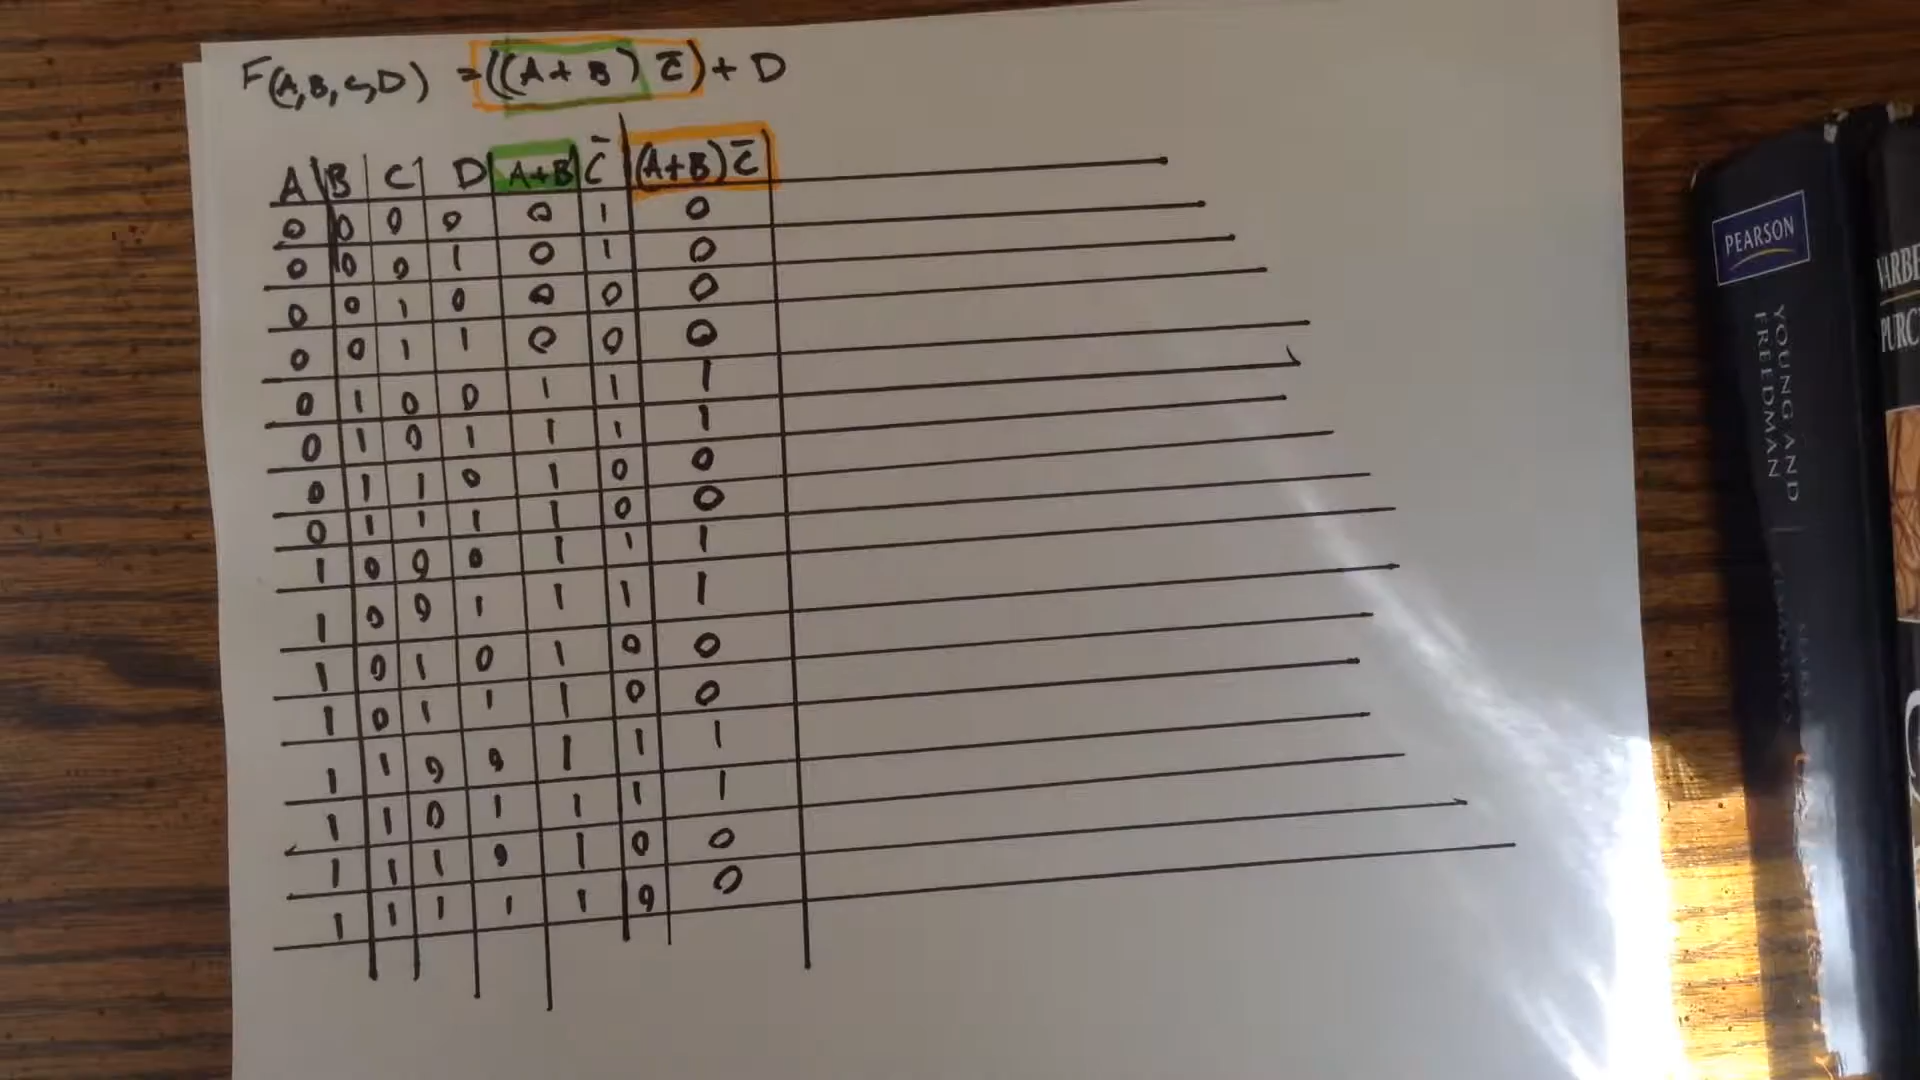 F(A,B,C,D) = ((A+B) C̅) + D
A B C D A+B C̅ (A+B) C̅
0 0 0 0 0 1 0
0 0 0 1 0 1 0
0 0 1 0 0 0 0
0 0 1 1 0 0 0
0 1 0 0 1 1 1
0 1 0 1 1 1 1
0 1 1 0 1 0 0
0 1 1 1 1 0 0
1 0 0 0 1 1 1
1 0 0 1 1 1 1
1 0 1 0 1 0 0
1 0 1 1 1 0 0
1 1 0 0 1 1 1
1 1 0 1 1 1 1
1 1 1 0 1 0 0
1 1 1 1 1 0 0
PEARSON
YOUNG AND
FREEDMAN